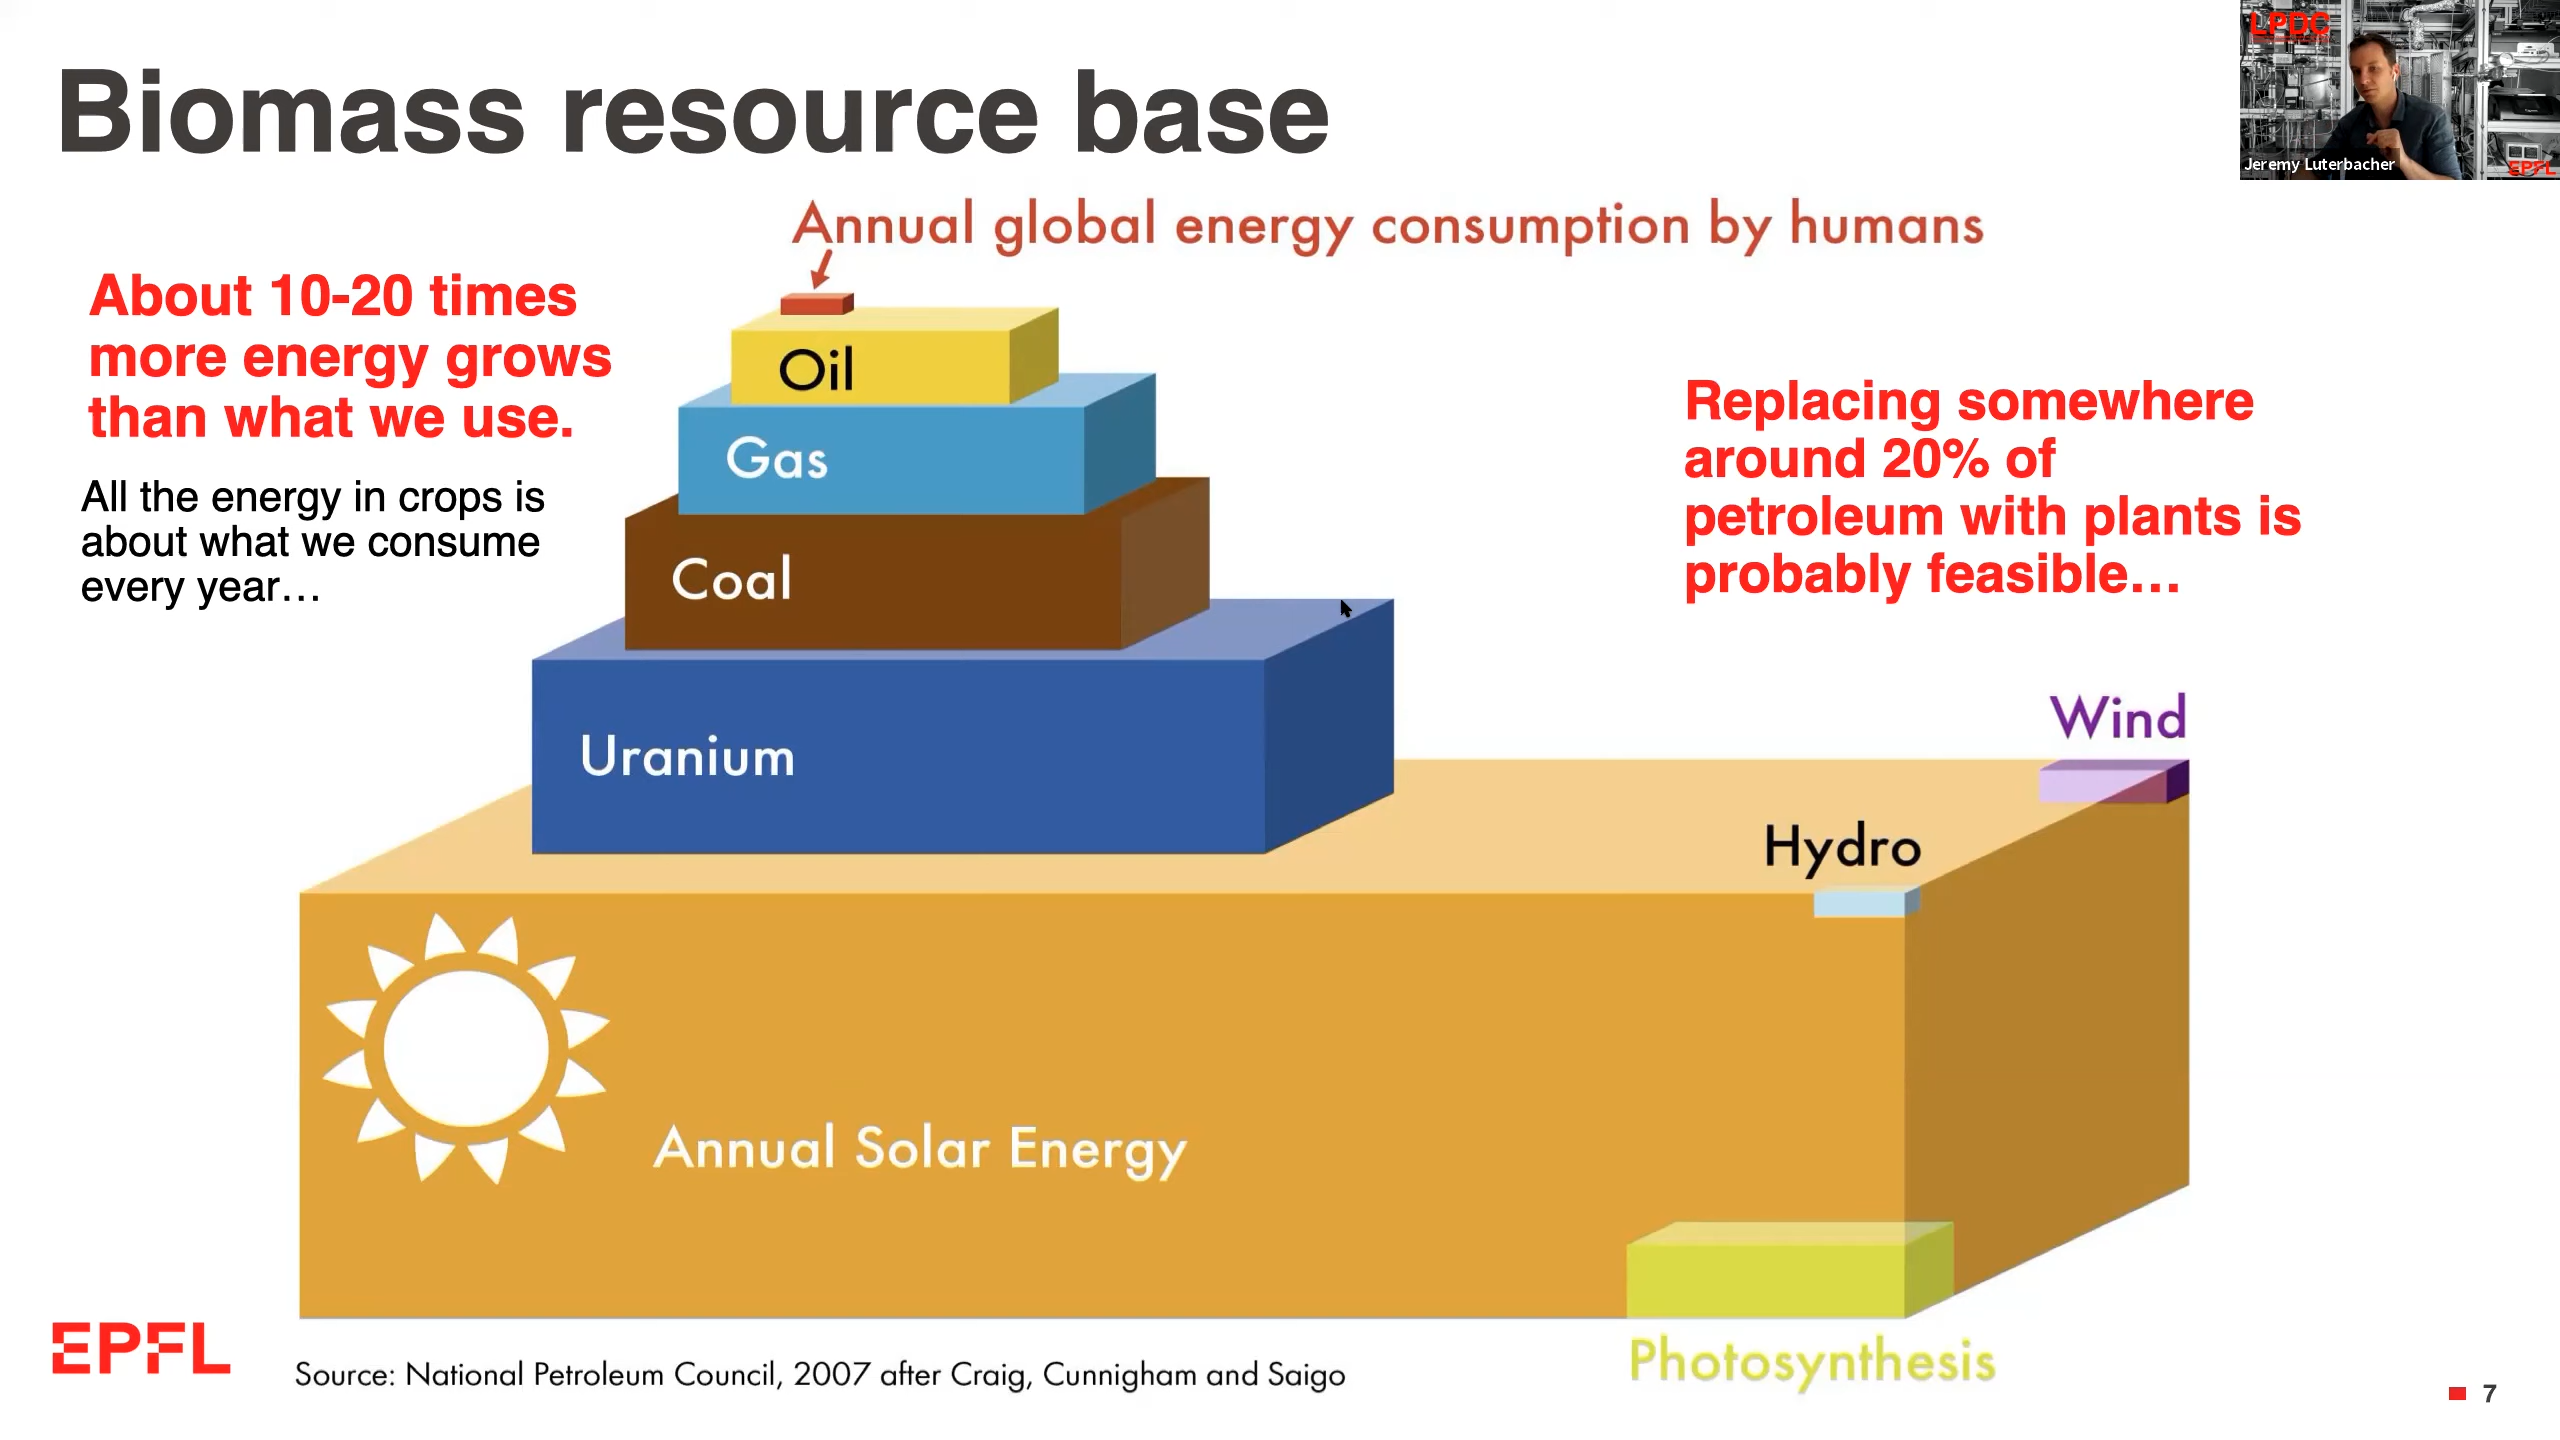 Biomass resource base
LPDC
Jeremy Luterbacher
EPFL
Annual global energy consumption by humans
About 10-20 times
more energy grows
than what we use.
All the energy in crops is
about what we consume
every year…
Oil
Gas
Coal
Uranium
Replacing somewhere
around 20% of
petroleum with plants is
probably feasible…
Wind
Hydro
Annual Solar Energy
Photosynthesis
EPFL
Source: National Petroleum Council, 2007 after Craig, Cunnigham and Saigo
7